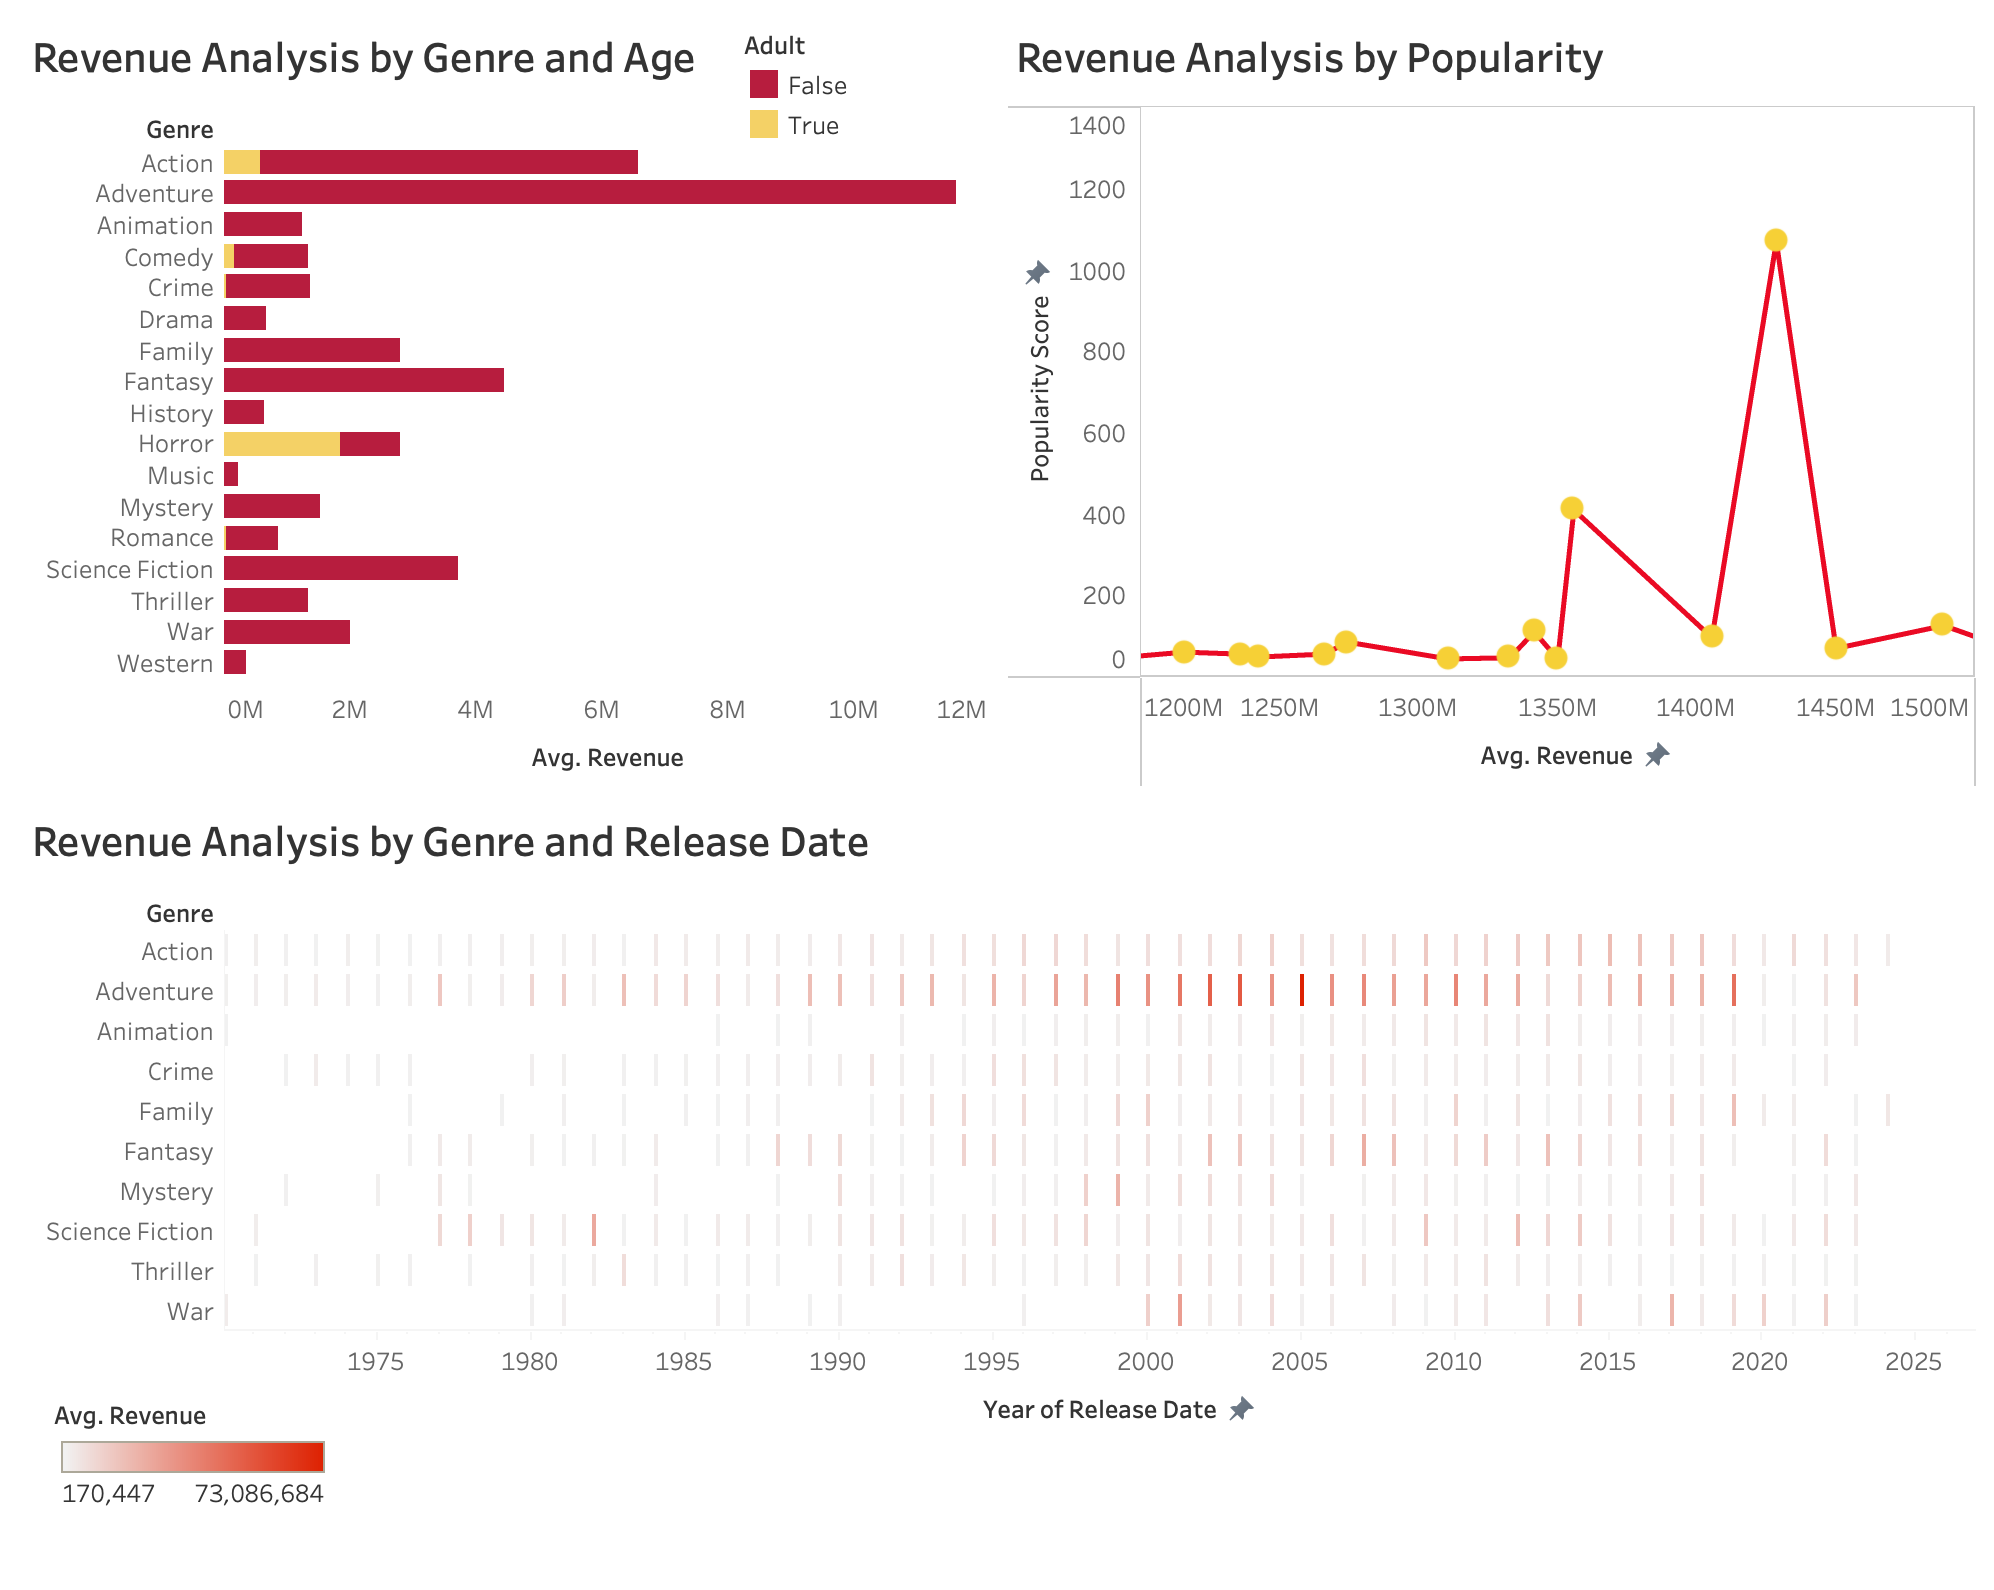 Revenue Analysis by Genre and Age
Adult
False
True
Genre
Action
Adventure
Animation
Comedy
Crime
Drama
Family
Fantasy
History
Horror
Music
Mystery
Romance
Science Fiction
Thriller
War
Western
0M 2M 4M 6M 8M 10M 12M
Avg. Revenue
Revenue Analysis by Popularity
1400
1200
1000
800
600
400
200
0
Popularity Score
1200M 1250M 1300M 1350M 1400M 1450M 1500M
Avg. Revenue
Revenue Analysis by Genre and Release Date
Genre
Action
Adventure
Animation
Crime
Family
Fantasy
Mystery
Science Fiction
Thriller
War
1975 1980 1985 1990 1995 2000 2005 2010 2015 2020 2025
Year of Release Date
Avg. Revenue
170,447 73,086,684